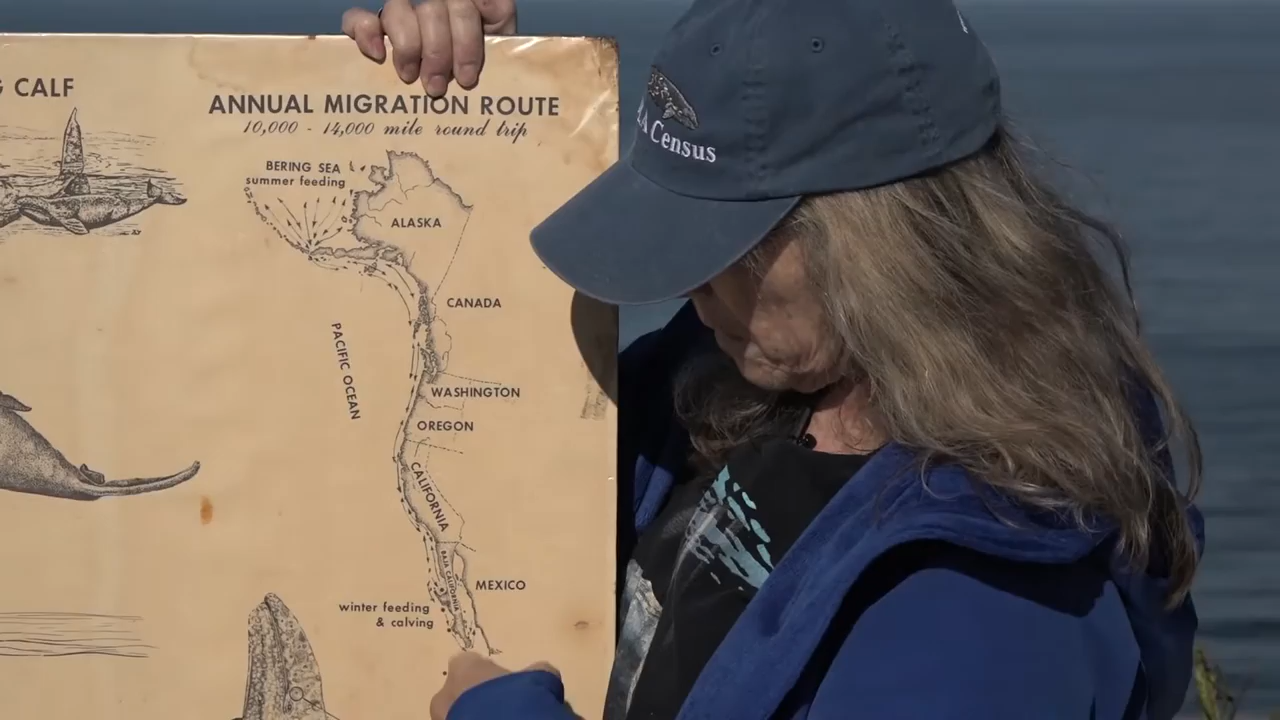 G CALF
ANNUAL MIGRATION ROUTE
10,000 - 14,000 mile round trip
BERING SEA
summer feeding
ALASKA
CANADA
PACIFIC OCEAN
WASHINGTON
OREGON
CALIFORNIA
BAJA CALIFORNIA
MEXICO
winter feeding
& calving
A Census